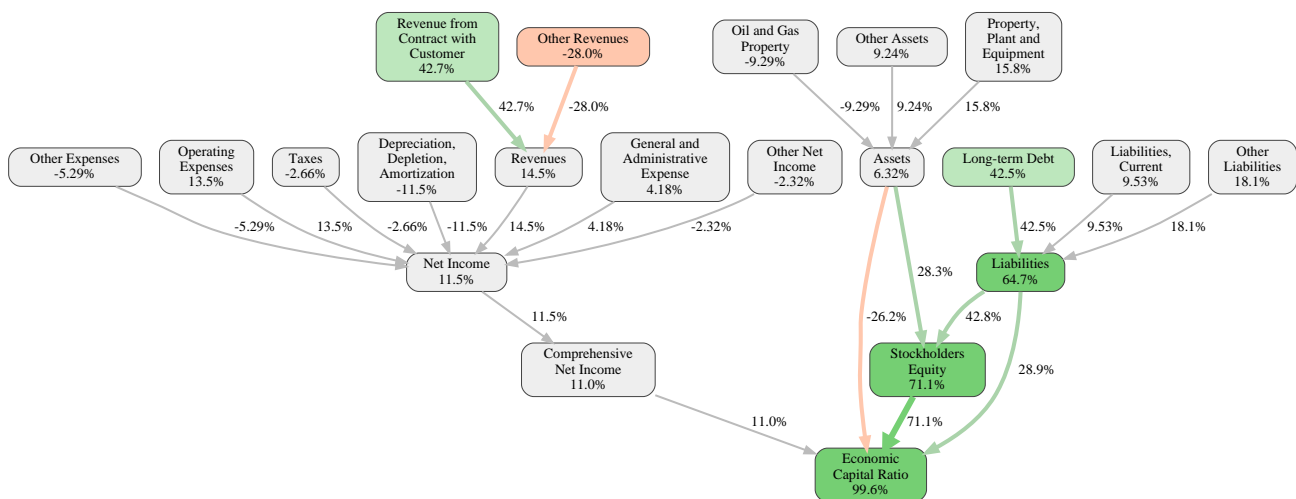 Revenue from
Contract with
Customer
42.7%
Other Revenues
-28.0%
Oil and Gas
Property
-9.29%
Other Assets
9.24%
Property,
Plant and
Equipment
15.8%
42.7%
-28.0%
-9.29%
9.24%
15.8%
Other Expenses
-5.29%
Operating
Expenses
13.5%
Taxes
-2.66%
Depreciation,
Depletion,
Amortization
-11.5%
Revenues
14.5%
General and
Administrative
Expense
4.18%
Other Net
Income
-2.32%
Assets
6.32%
Long-term Debt
42.5%
Liabilities,
Current
9.53%
Other
Liabilities
18.1%
-5.29%
13.5%
-2.66%
-11.5%
14.5%
4.18%
-2.32%
42.5%
9.53%
18.1%
Net Income
11.5%
Liabilities
64.7%
28.3%
11.5%
-26.2%
42.8%
Comprehensive
Net Income
11.0%
Stockholders
Equity
71.1%
28.9%
11.0%
71.1%
Economic
Capital Ratio
99.6%